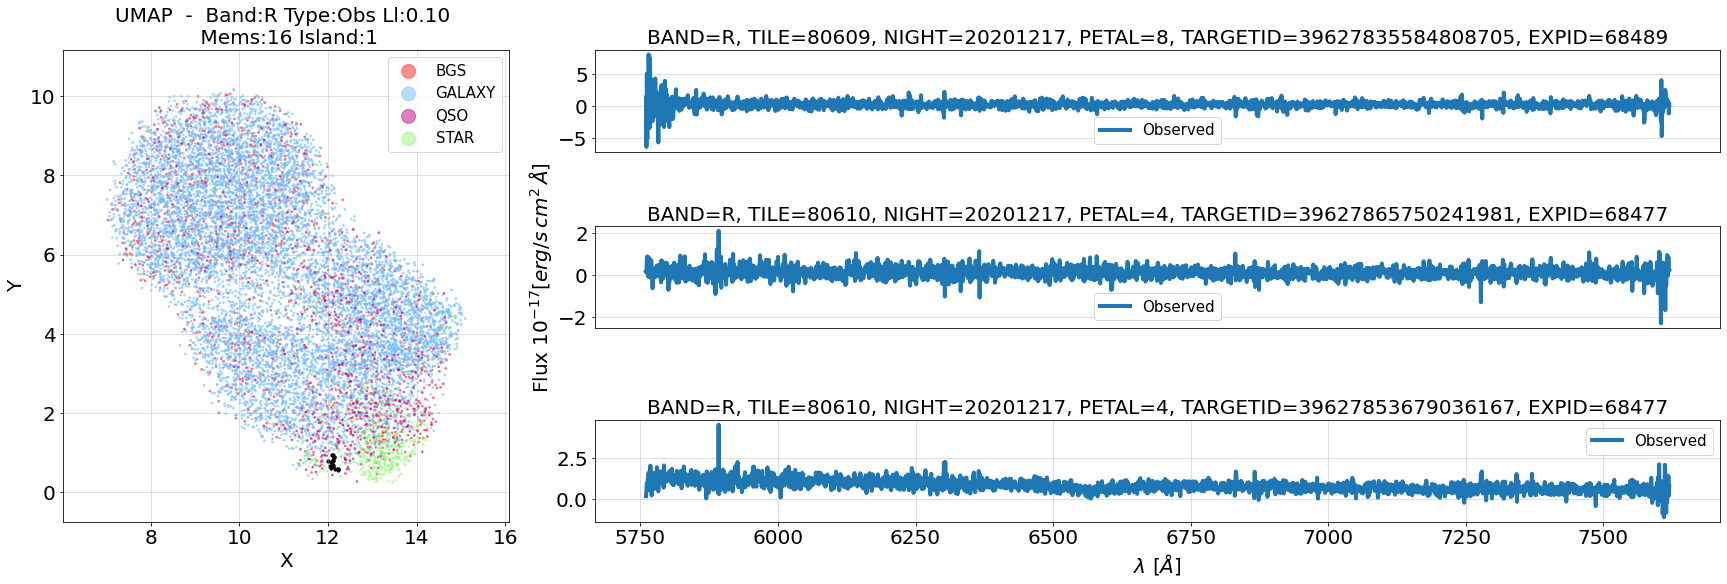 UMAP - Band:R Type:Obs Ll:0.10
Mems:16 Island:1
BGS
GALAXY
QSO
STAR
10
8
6
4
2
0
Y
8 10 12 14 16
X
Flux 10^{-17}[erg/s cm^2 Å]
BAND=R, TILE=80609, NIGHT=20201217, PETAL=8, TARGETID=39627835584808705, EXPID=68489
5
0
−5
Observed
BAND=R, TILE=80610, NIGHT=20201217, PETAL=4, TARGETID=39627865750241981, EXPID=68477
2
0
−2
Observed
BAND=R, TILE=80610, NIGHT=20201217, PETAL=4, TARGETID=39627853679036167, EXPID=68477
Observed
2.5
0.0
5750 6000 6250 6500 6750 7000 7250 7500
λ [Å]